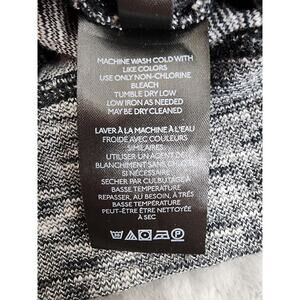 MACHINE WASH COLD WITH
LIKE COLORS
USE ONLY NON-CHLORINE
BLEACH
TUMBLE DRY LOW
LOW IRON AS NEEDED
MAY BE DRY CLEANED
LAVER À LA MACHINE À L'EAU
FROIDE AVEC COULEURS
SIMILAIRES
UTILISER UN AGENT DE
BLANCHIMENT SANS CHLORE
SI NÉCESSAIRE
SECHER PAR CULBUTAGE À
BASSE TEMPÉRATURE
REPASSER, AU BESOIN, À TRÈS
BASSE TEMPÉRATURE
PEUT-ÊTRE ÊTRE NETTOYÉE
À SEC